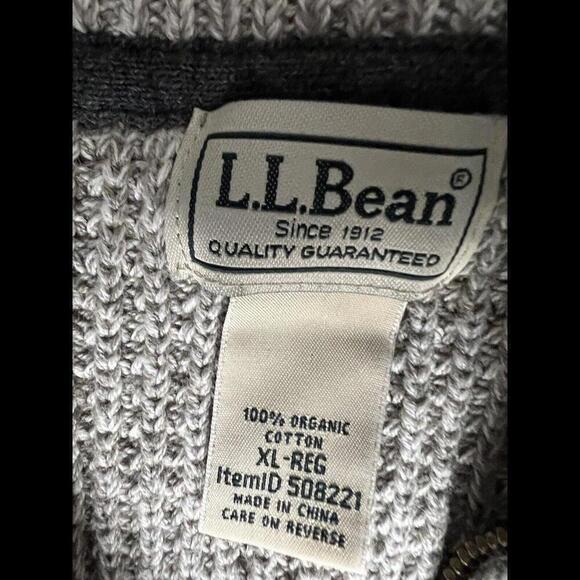 L.L.Bean®
Since 1912
QUALITY GUARANTEED
100% ORGANIC
COTTON
XL-REG
ItemID 508221
MADE IN CHINA
CARE ON REVERSE